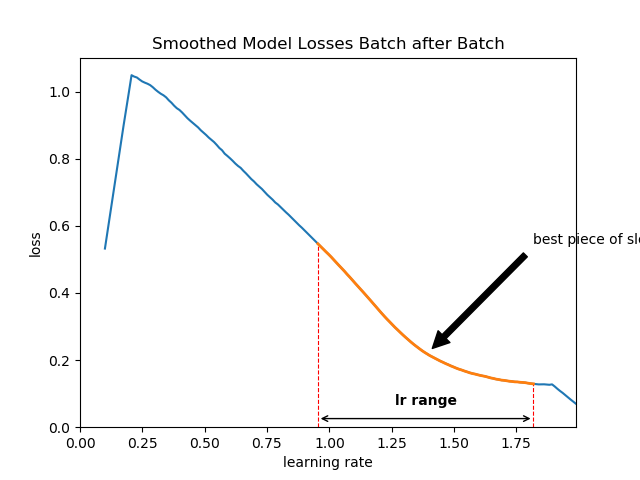 Smoothed Model Losses Batch after Batch
1.0
0.8
0.6
0.4
0.2
0.0
loss
best piece of
lr range
0.00 0.25 0.50 0.75 1.00 1.25 1.50 1.75
learning rate